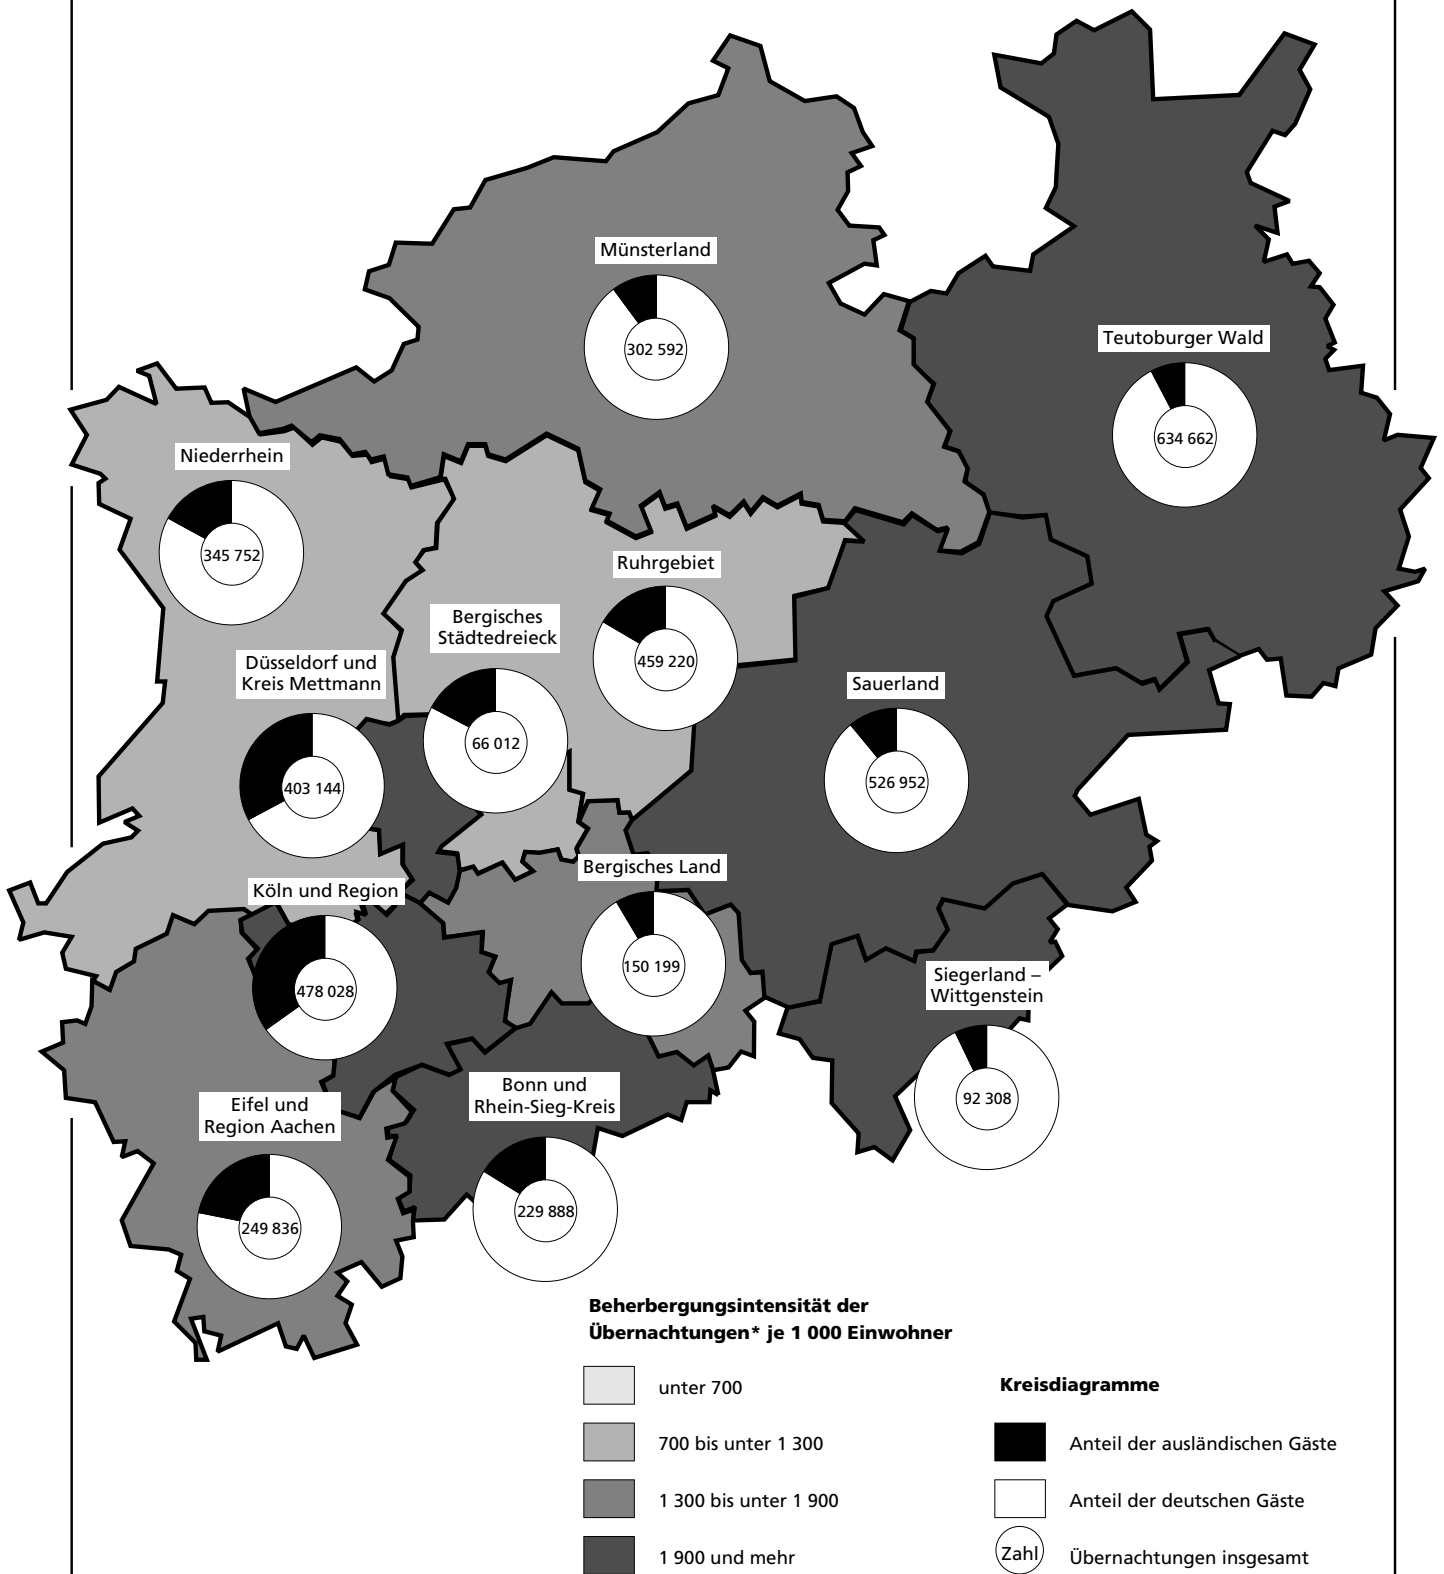 Münsterland
302 592
Teutoburger Wald
634 662
Niederrhein
345 752
Ruhrgebiet
459 220
Bergisches
Städtedreieck
66 012
Düsseldorf und
Kreis Mettmann
403 144
Sauerland
526 952
Bergisches Land
150 199
Köln und Region
478 028
Siegerland –
Wittgenstein
92 308
Bonn und
Rhein-Sieg-Kreis
229 888
Eifel und
Region Aachen
249 836
Beherbergungsintensität der
Übernachtungen* je 1 000 Einwohner
unter 700
700 bis unter 1 300
1 300 bis unter 1 900
1 900 und mehr
Kreisdiagramme
Anteil der ausländischen Gäste
Anteil der deutschen Gäste
Zahl
Übernachtungen insgesamt